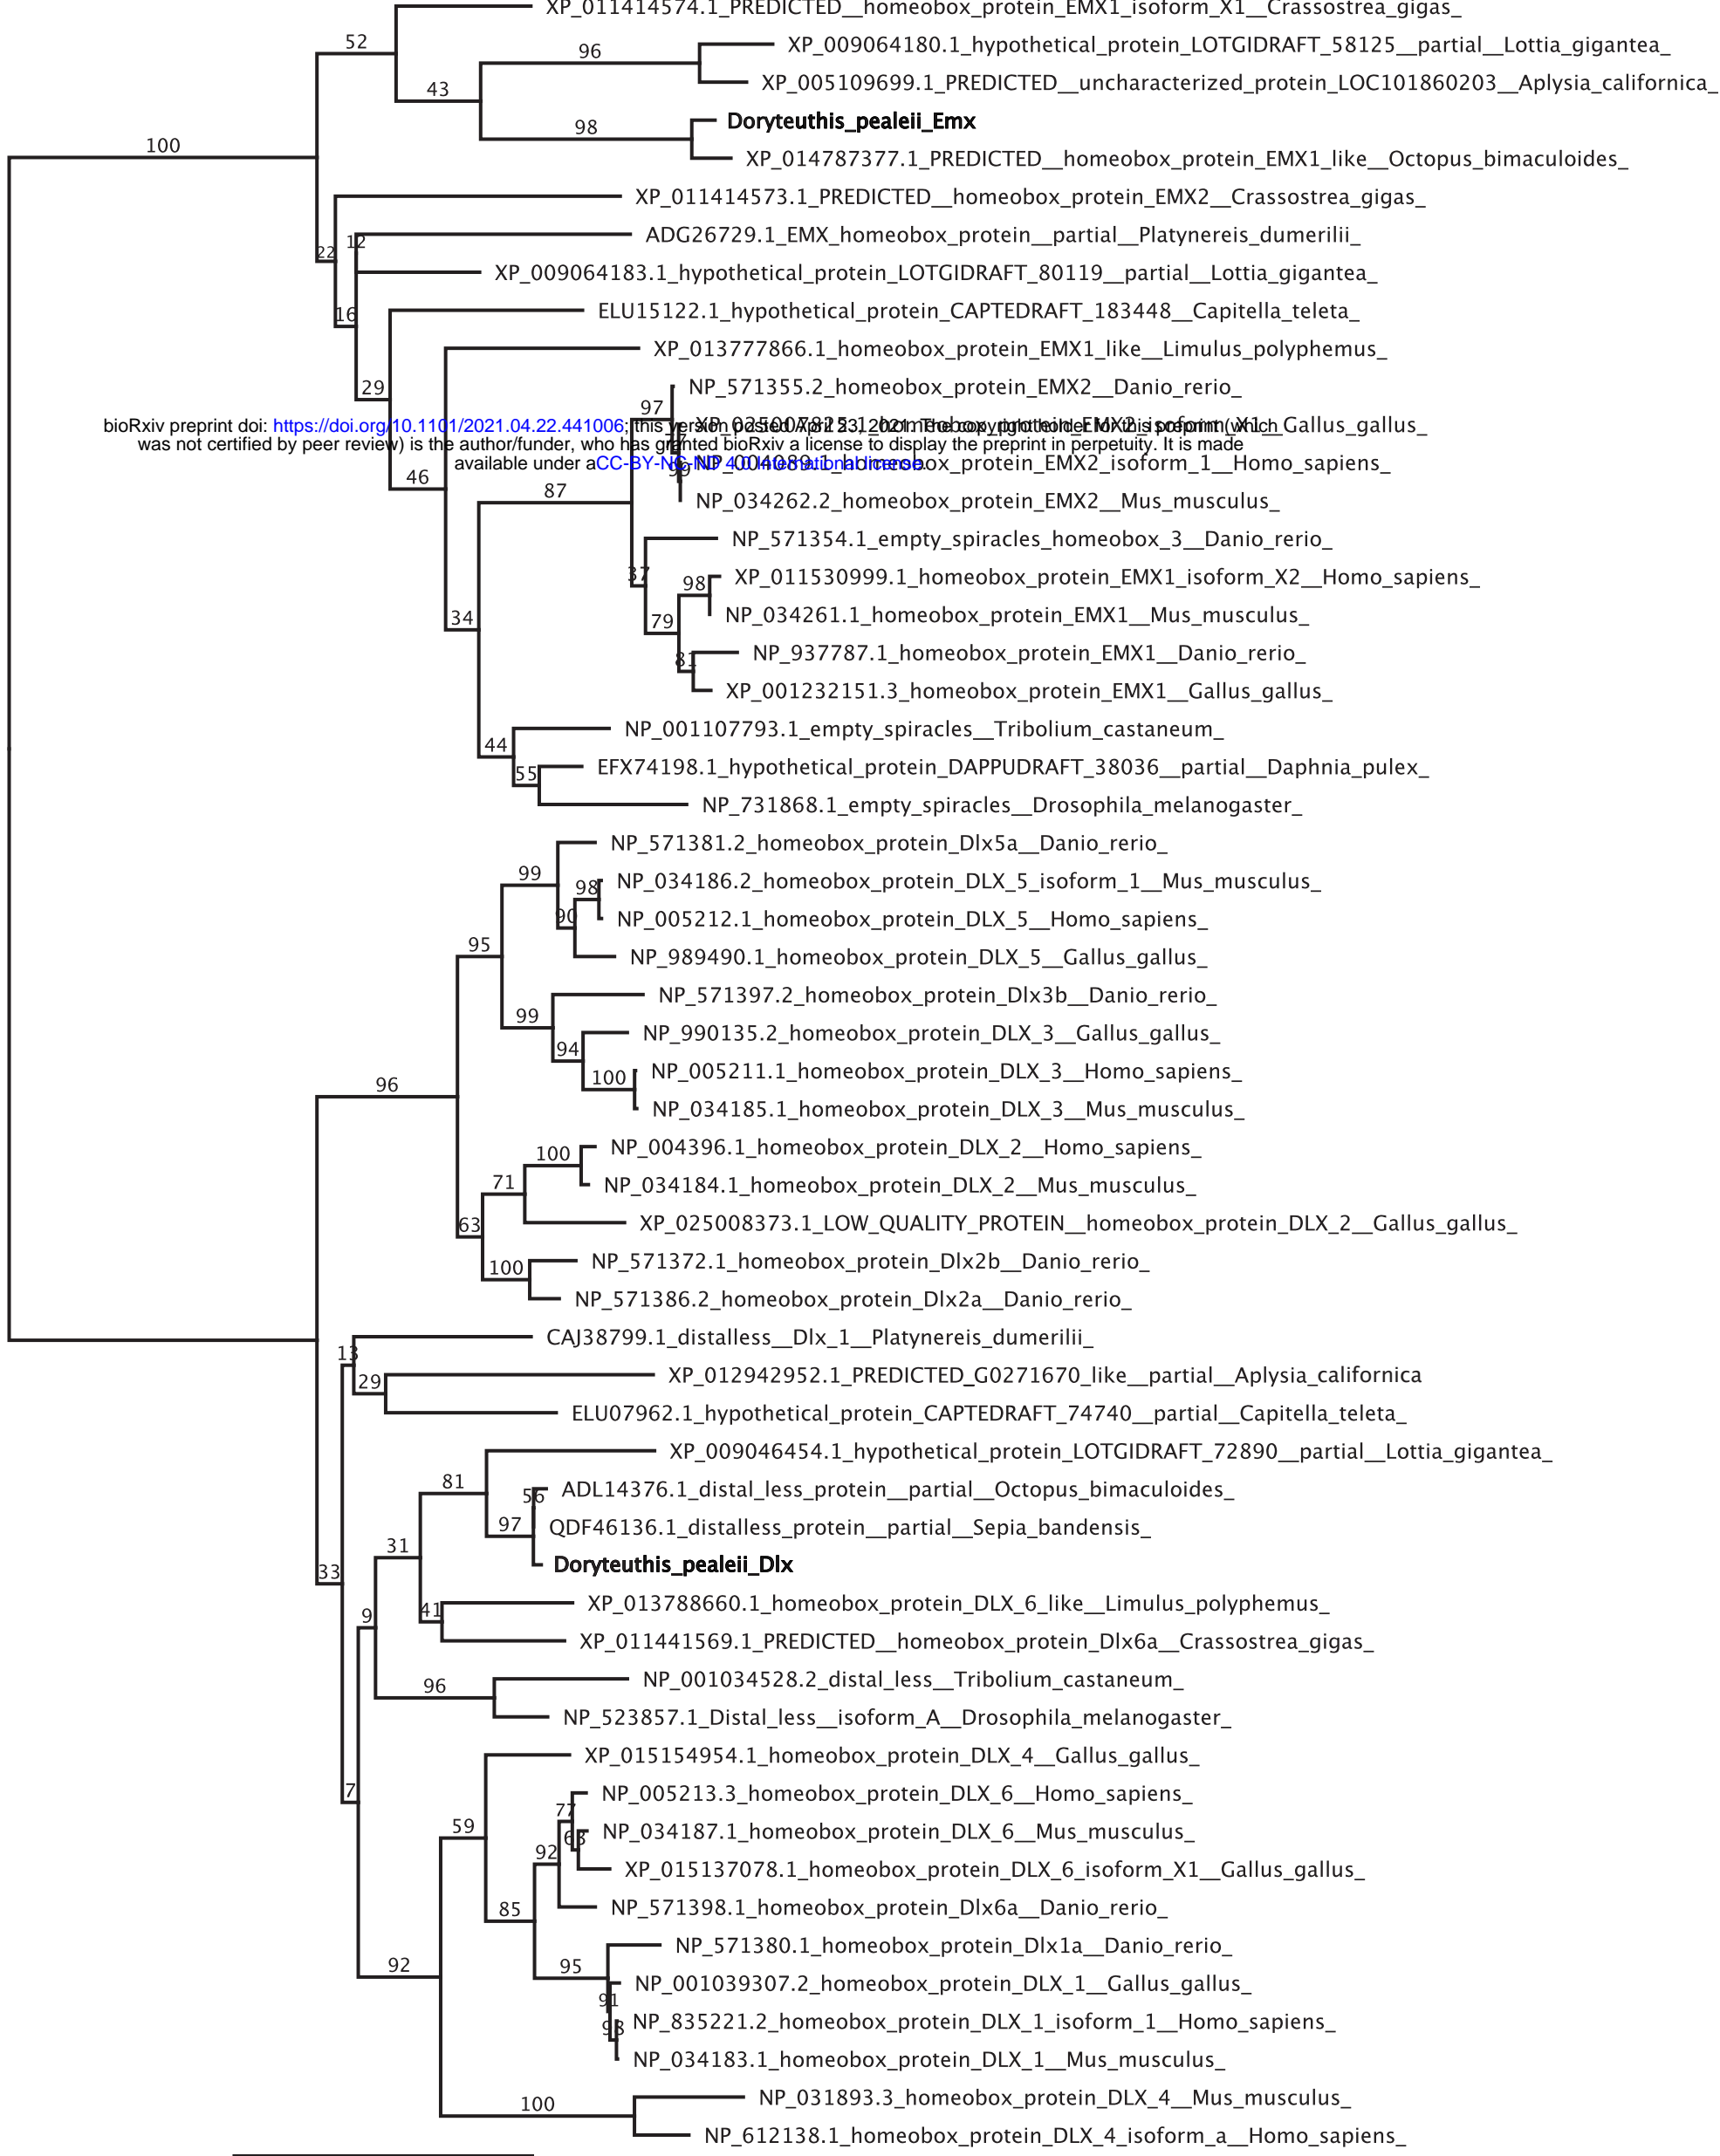 XP_011414574.1_PREDICTED__homeobox_protein_EMX1_isoform_X1__Crassostrea_gigas_
52
XP_009064180.1_hypothetical_protein_LOTGIDRAFT_58125__partial__Lottia_gigantea_
96
XP_005109699.1_PREDICTED__uncharacterized_protein_LOC101860203__Aplysia_californica_
43
Doryteuthis_pealeii_Emx
98
100
XP_014787377.1_PREDICTED__homeobox_protein_EMX1_like__Octopus_bimaculoides_
XP_011414573.1_PREDICTED__homeobox_protein_EMX2__Crassostrea_gigas_
22
12
ADG26729.1_EMX_homeobox_protein__partial__Platynereis_dumerilii_
XP_009064183.1_hypothetical_protein_LOTGIDRAFT_80119__partial__Lottia_gigantea_
16
ELU15122.1_hypothetical_protein_CAPTEDRAFT_183448__Capitella_teleta_
XP_013777866.1_homeobox_protein_EMX1_like__Limulus_polyphemus_
29
NP_571355.2_homeobox_protein_EMX2__Danio_rerio_
97
XP_025007825.1_homeobox_protein_EMX2_isoform_X1__Gallus_gallus_
bioRxiv preprint doi: https://doi.org/10.1101/2021.04.22.441006; this version posted April 23, 2021. The copyright holder for this preprint (which
was not certified by peer review) is the author/funder, who has granted bioRxiv a license to display the preprint in perpetuity. It is made
available under aCC-BY-NC-ND 4.0 International license.
NP_004089.1_homeobox_protein_EMX2_isoform_1__Homo_sapiens_
46
87
NP_034262.2_homeobox_protein_EMX2__Mus_musculus_
NP_571354.1_empty_spiracles_homeobox_3__Danio_rerio_
37
98
XP_011530999.1_homeobox_protein_EMX1_isoform_X2__Homo_sapiens_
34
79
NP_034261.1_homeobox_protein_EMX1__Mus_musculus_
NP_937787.1_homeobox_protein_EMX1__Danio_rerio_
81
XP_001232151.3_homeobox_protein_EMX1__Gallus_gallus_
NP_001107793.1_empty_spiracles__Tribolium_castaneum_
44
55
EFX74198.1_hypothetical_protein_DAPPUDRAFT_38036__partial__Daphnia_pulex_
NP_731868.1_empty_spiracles__Drosophila_melanogaster_
NP_571381.2_homeobox_protein_Dlx5a__Danio_rerio_
99
98
NP_034186.2_homeobox_protein_DLX_5_isoform_1__Mus_musculus_
90
NP_005212.1_homeobox_protein_DLX_5__Homo_sapiens_
95
NP_989490.1_homeobox_protein_DLX_5__Gallus_gallus_
NP_571397.2_homeobox_protein_Dlx3b__Danio_rerio_
99
NP_990135.2_homeobox_protein_DLX_3__Gallus_gallus_
94
96
100
NP_005211.1_homeobox_protein_DLX_3__Homo_sapiens_
NP_034185.1_homeobox_protein_DLX_3__Mus_musculus_
NP_004396.1_homeobox_protein_DLX_2__Homo_sapiens_
100
71
NP_034184.1_homeobox_protein_DLX_2__Mus_musculus_
63
XP_025008373.1_LOW_QUALITY_PROTEIN__homeobox_protein_DLX_2__Gallus_gallus_
NP_571372.1_homeobox_protein_Dlx2b__Danio_rerio_
100
NP_571386.2_homeobox_protein_Dlx2a__Danio_rerio_
CAJ38799.1_distalless__Dlx_1__Platynereis_dumerilii_
13
29
XP_012942952.1_PREDICTED_G0271670_like__partial__Aplysia_californica
ELU07962.1_hypothetical_protein_CAPTEDRAFT_74740__partial__Capitella_teleta_
XP_009046454.1_hypothetical_protein_LOTGIDRAFT_72890__partial__Lottia_gigantea_
81
56
ADL14376.1_distal_less_protein__partial__Octopus_bimaculoides_
97
QDF46136.1_distalless_protein__partial__Sepia_bandensis_
31
Doryteuthis_pealeii_Dlx
33
41
XP_013788660.1_homeobox_protein_DLX_6_like__Limulus_polyphemus_
9
XP_011441569.1_PREDICTED__homeobox_protein_Dlx6a__Crassostrea_gigas_
96
NP_001034528.2_distal_less__Tribolium_castaneum_
NP_523857.1_Distal_less__isoform_A__Drosophila_melanogaster_
XP_015154954.1_homeobox_protein_DLX_4__Gallus_gallus_
7
NP_005213.3_homeobox_protein_DLX_6__Homo_sapiens_
77
59
63
NP_034187.1_homeobox_protein_DLX_6__Mus_musculus_
92
XP_015137078.1_homeobox_protein_DLX_6_isoform_X1__Gallus_gallus_
85
NP_571398.1_homeobox_protein_Dlx6a__Danio_rerio_
NP_571380.1_homeobox_protein_Dlx1a__Danio_rerio_
92
95
NP_001039307.2_homeobox_protein_DLX_1__Gallus_gallus_
91
NP_835221.2_homeobox_protein_DLX_1_isoform_1__Homo_sapiens_
NP_034183.1_homeobox_protein_DLX_1__Mus_musculus_
NP_031893.3_homeobox_protein_DLX_4__Mus_musculus_
100
NP_612138.1_homeobox_protein_DLX_4_isoform_a__Homo_sapiens_